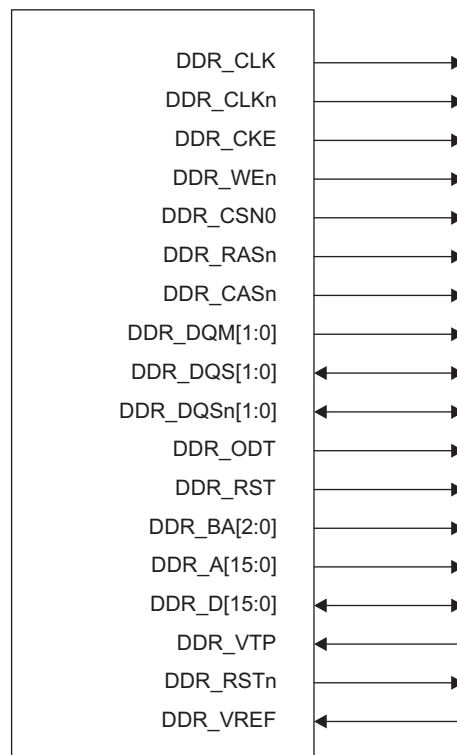 DDR_CLK
DDR_CLKn
DDR_CKE
DDR_WEn
DDR_CSN0
DDR_RASn
DDR_CASn
DDR_DQM[1:0]
DDR_DQS[1:0]
DDR_DQSn[1:0]
DDR_ODT
DDR_RST
DDR_BA[2:0]
DDR_A[15:0]
DDR_D[15:0]
DDR_VTP
DDR_RSTn
DDR_VREF